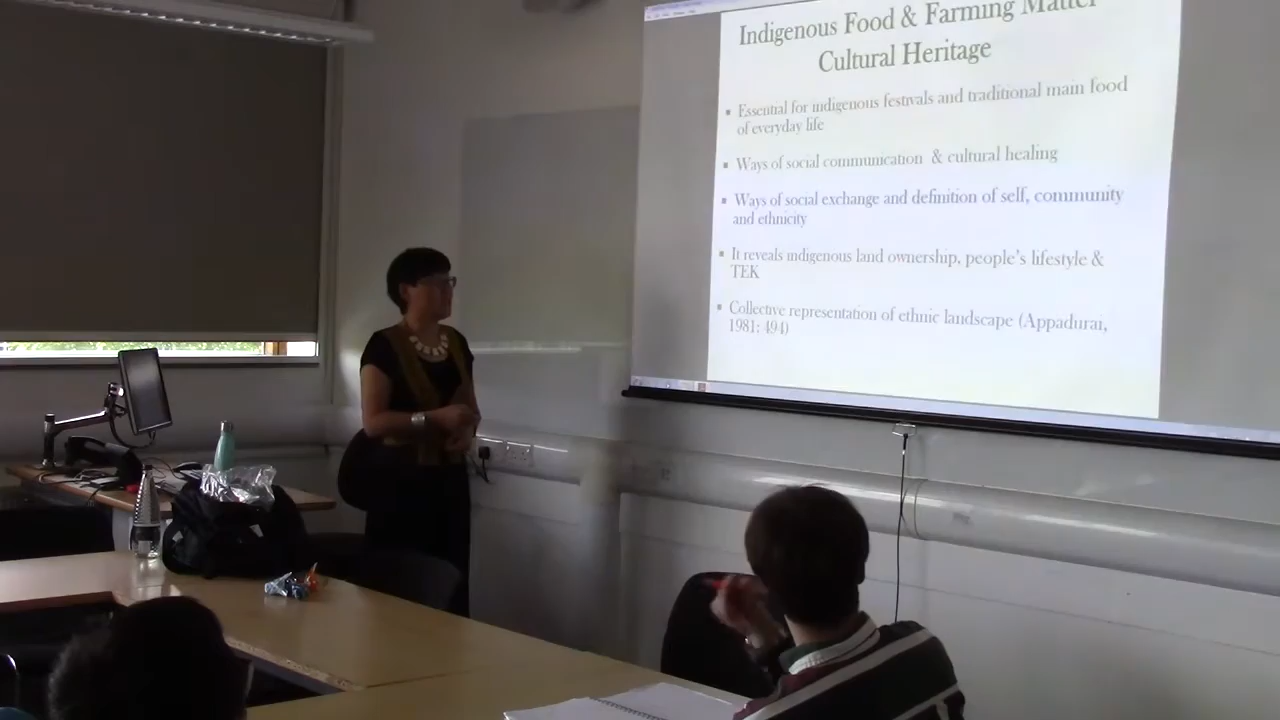 Indigenous Food & Farming Matter
Cultural Heritage
▪ Essential for indigenous festivals and traditional main food
of everyday life
▪ Ways of social communication & cultural healing
▪ Ways of social exchange and definition of self, community
and ethnicity
▪ It reveals indigenous land ownership, people's lifestyle &
TEK
▪ Collective representation of ethnic landscape (Appadurai,
1981: 494)